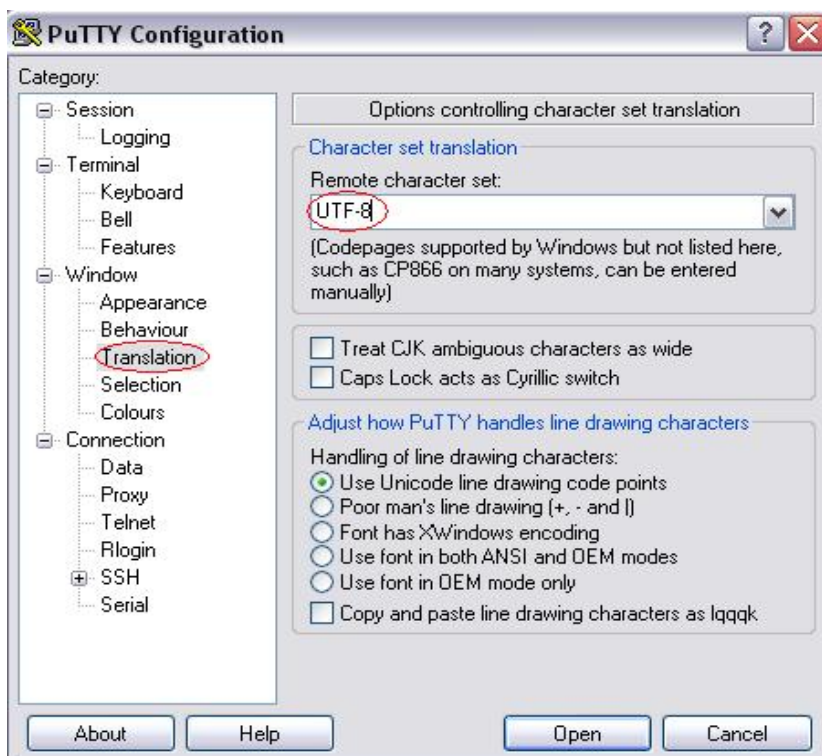 PuTTY Configuration
Category:
Session
Logging
Terminal
Keyboard
Bell
Features
Window
Appearance
Behaviour
Translation
Selection
Colours
Connection
Data
Proxy
Telnet
Rlogin
SSH
Serial
Options controlling character set translation
Character set translation
Remote character set:
UTF-8
(Codepages supported by Windows but not listed here,
such as CP866 on many systems, can be entered
manually)
Treat CJK ambiguous characters as wide
Caps Lock acts as Cyrillic switch
Adjust how PuTTY handles line drawing characters
Handling of line drawing characters:
Use Unicode line drawing code points
Poor man's line drawing (+, - and |)
Font has XWindows encoding
Use font in both ANSI and OEM modes
Use font in OEM mode only
Copy and paste line drawing characters as lqqqk
About Help Open Cancel